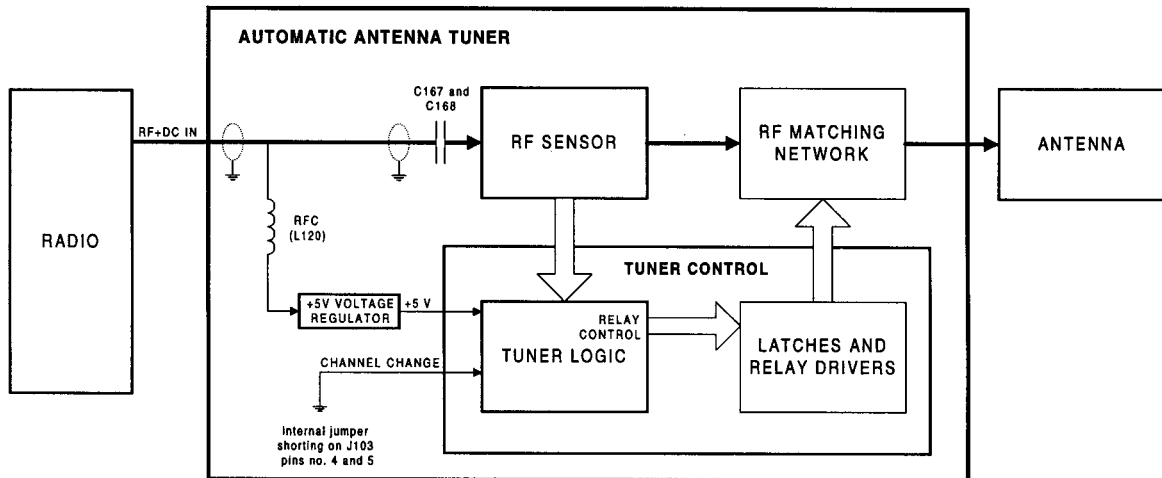 AUTOMATIC ANTENNA TUNER
C167 and
C168
RF+DC IN
RADIO
RF SENSOR
RF MATCHING
NETWORK
ANTENNA
RFC
(L120)
TUNER CONTROL
+5V VOLTAGE
REGULATOR
+5 V
RELAY
CONTROL
TUNER LOGIC
LATCHES AND
RELAY DRIVERS
CHANNEL CHANGE
Internal jumper
shorting on J103
pins no. 4 and 5